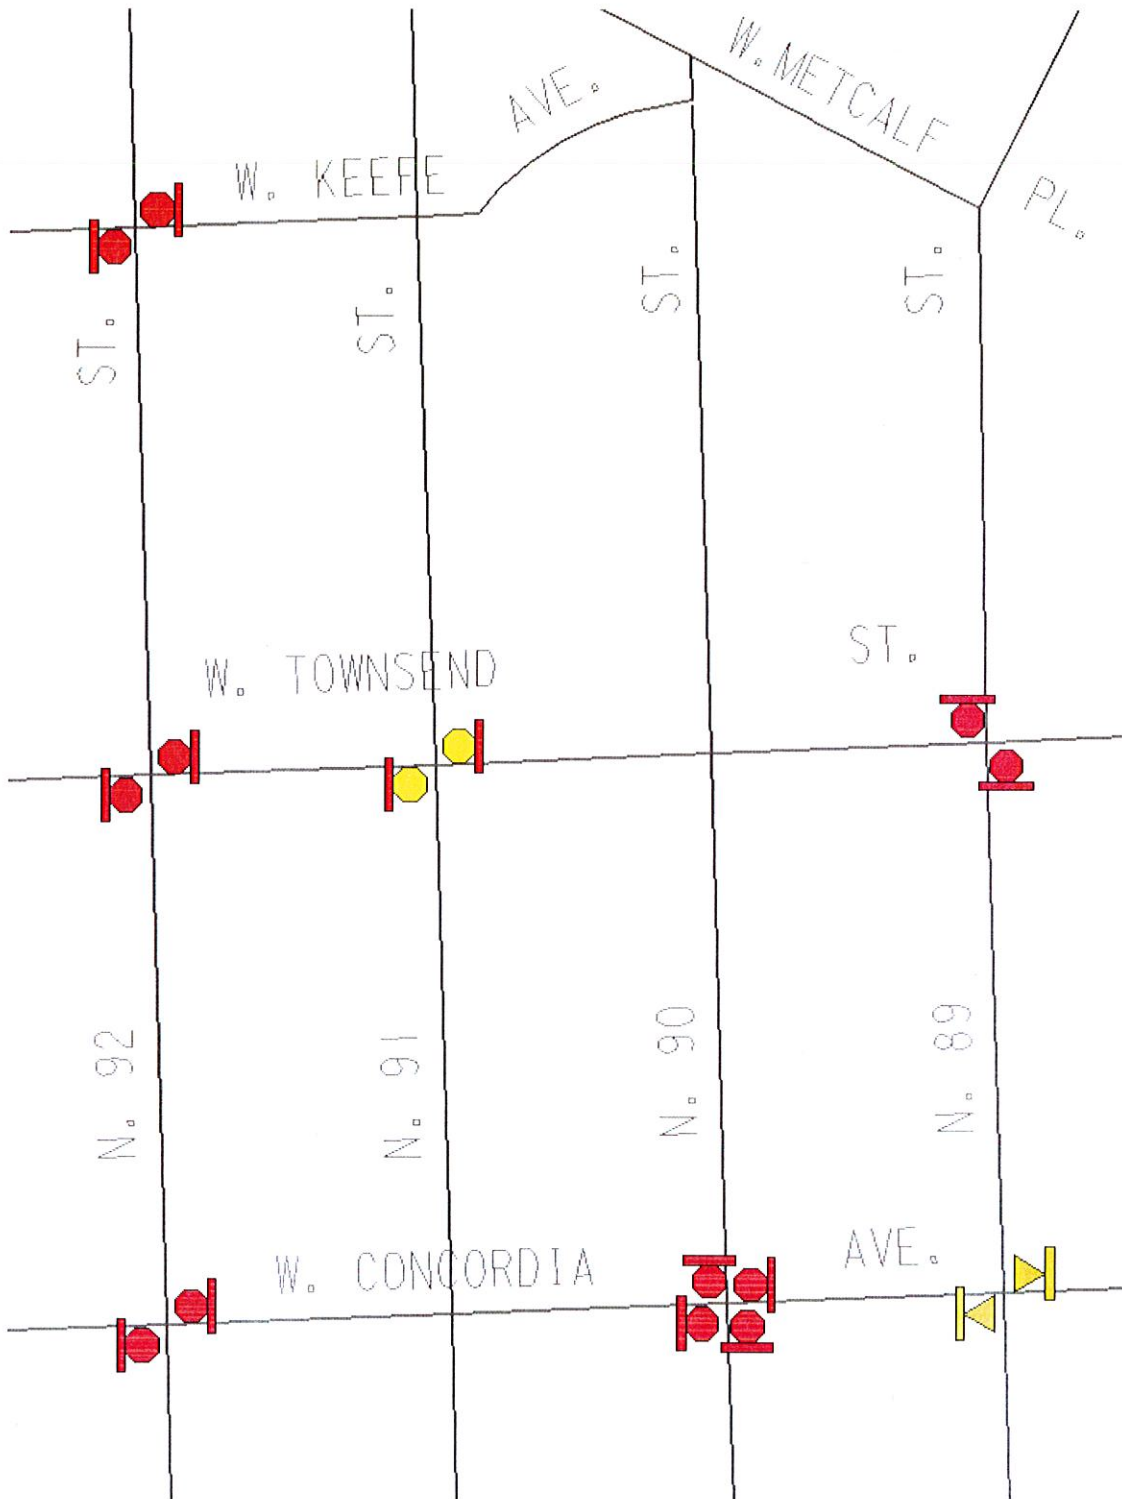 W. METCALF PL.
W. KEEFE AVE.
N. 92 ST.
N. 91 ST.
N. 90 ST.
N. 89 ST.
W. TOWNSEND ST.
W. CONCORDIA AVE.